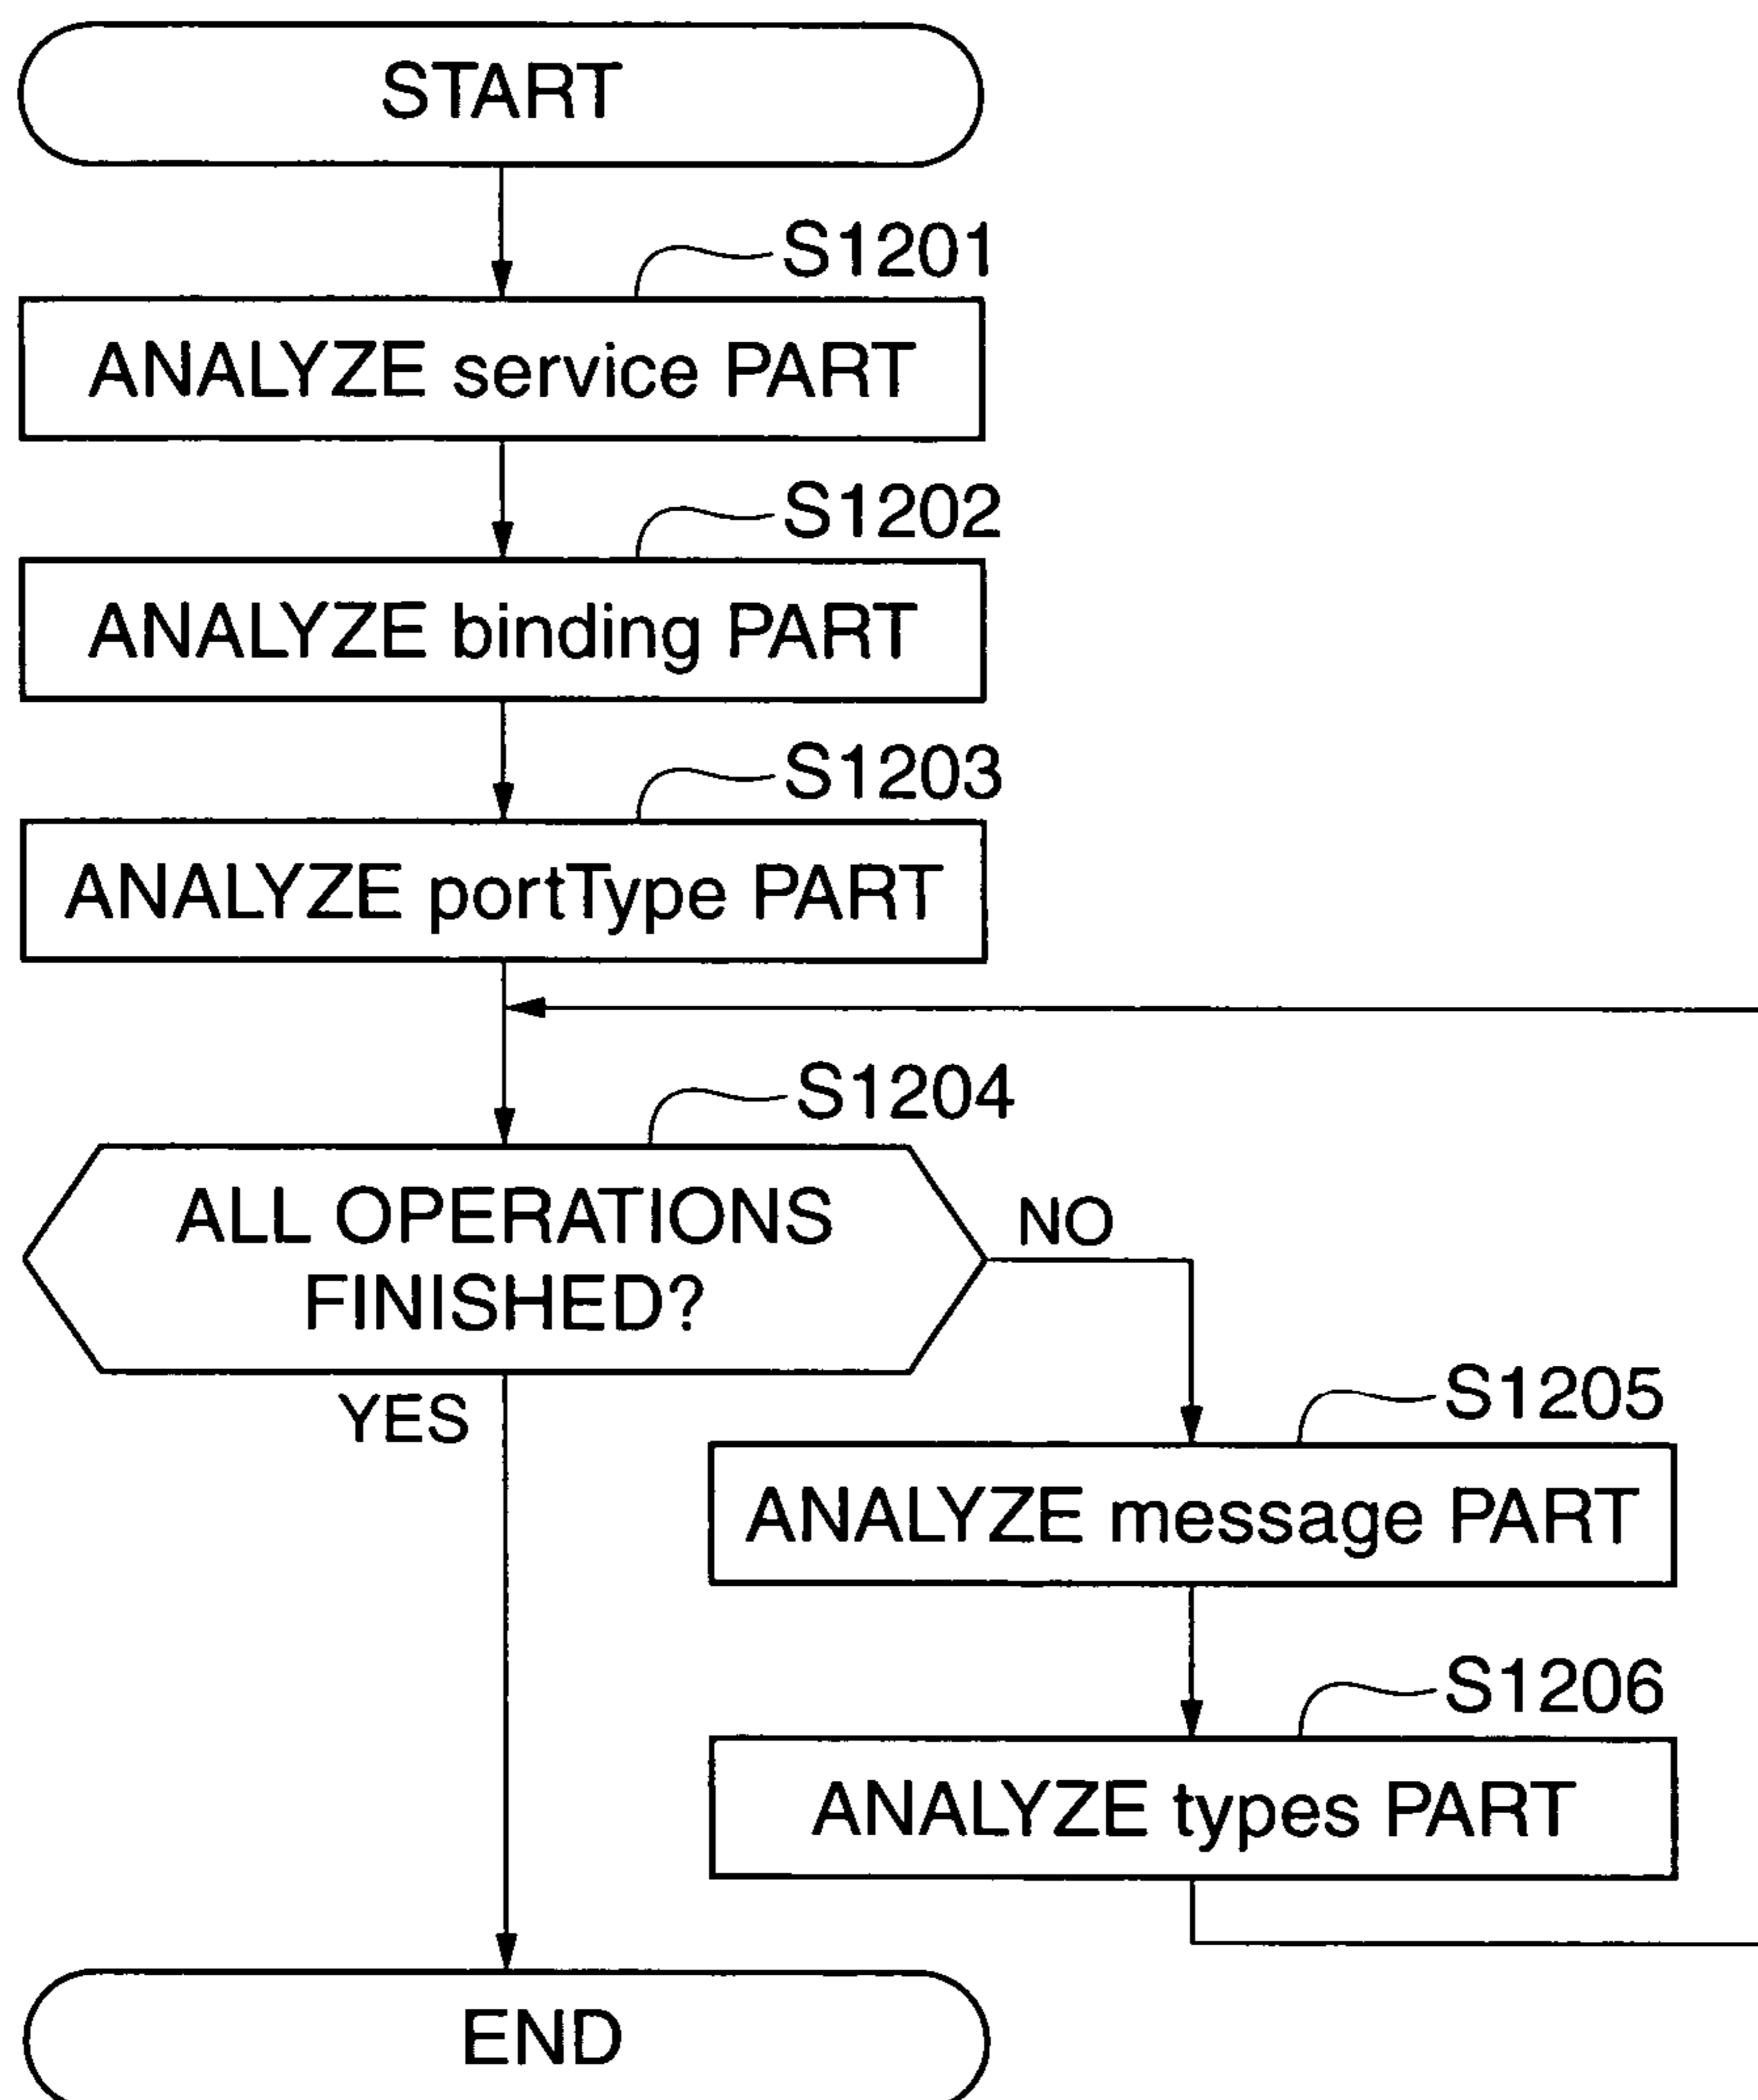 START
S1201
ANALYZE service PART
S1202
ANALYZE binding PART
S1203
ANALYZE portType PART
S1204
ALL OPERATIONS
FINISHED?
NO
YES
S1205
ANALYZE message PART
S1206
ANALYZE types PART
END